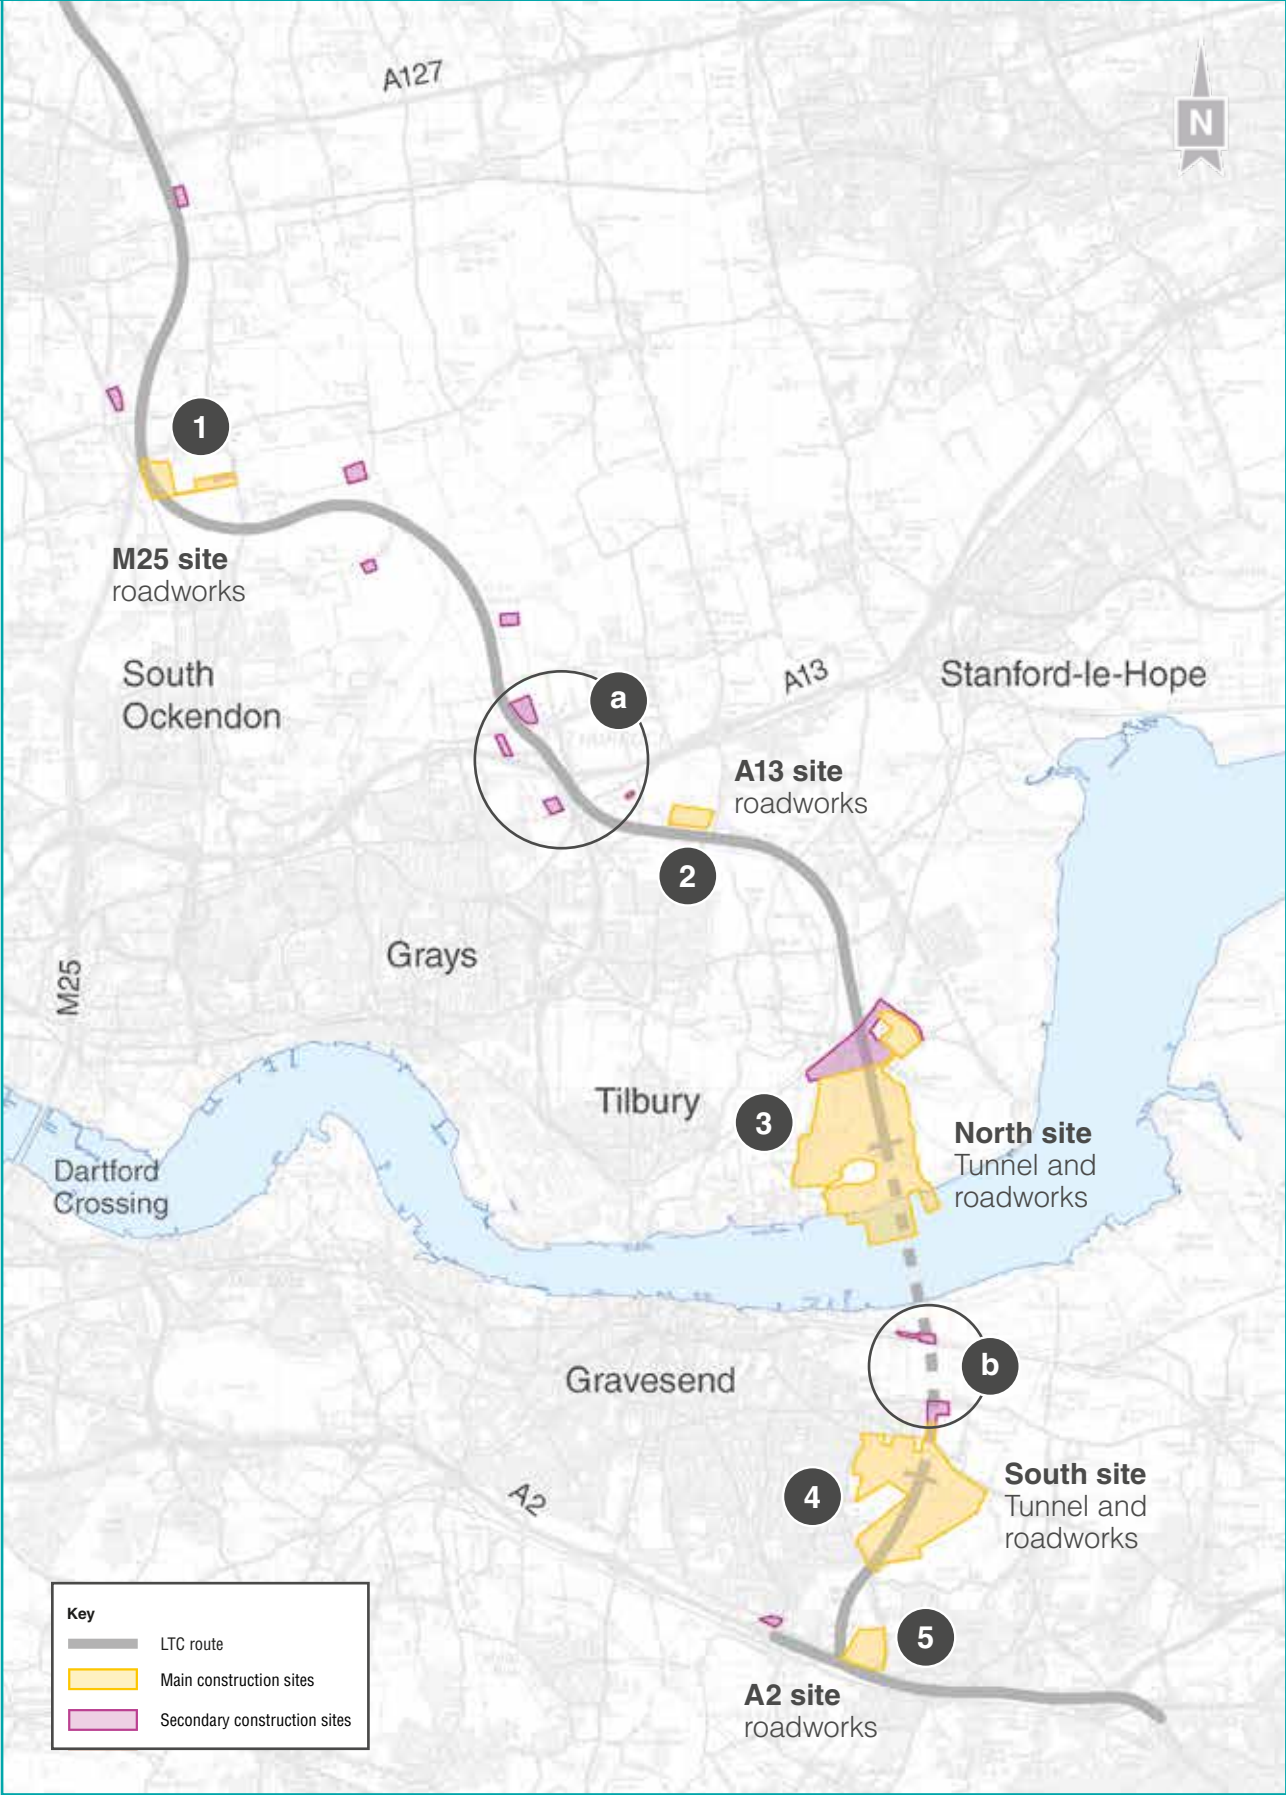 A127
N
1
M25 site
roadworks
South
Ockendon
a
A13
Stanford-le-Hope
A13 site
roadworks
2
Grays
M25
Tilbury
3
North site
Tunnel and
roadworks
Dartford
Crossing
b
Gravesend
4
South site
Tunnel and
roadworks
A2
5
A2 site
roadworks
Key
LTC route
Main construction sites
Secondary construction sites